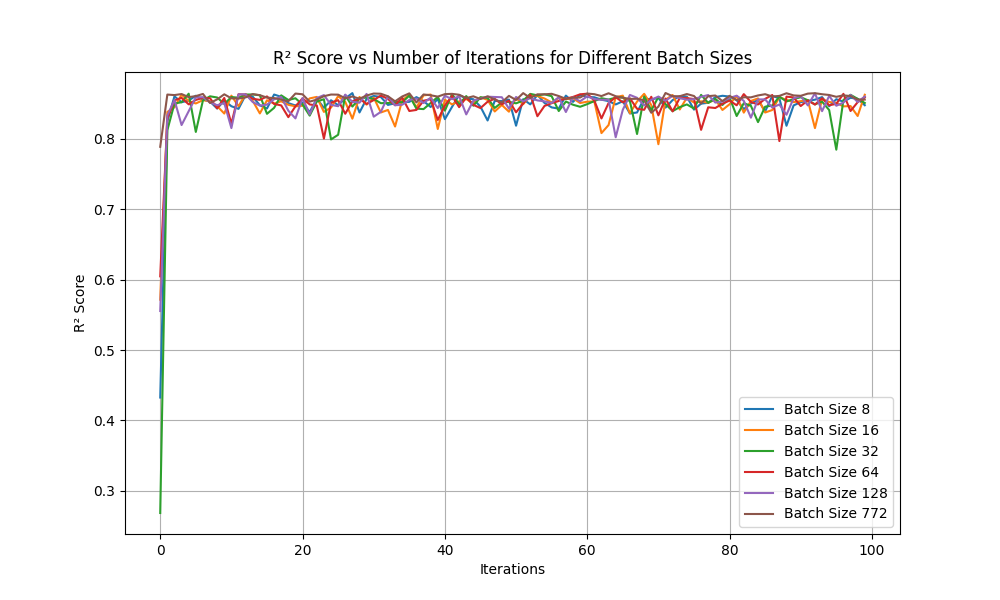 R² Score vs Number of Iterations for Different Batch Sizes
R² Score
0.8
0.7
0.6
0.5
0.4
0.3
0
20
40
60
80
100
Iterations
Batch Size 8
Batch Size 16
Batch Size 32
Batch Size 64
Batch Size 128
Batch Size 772